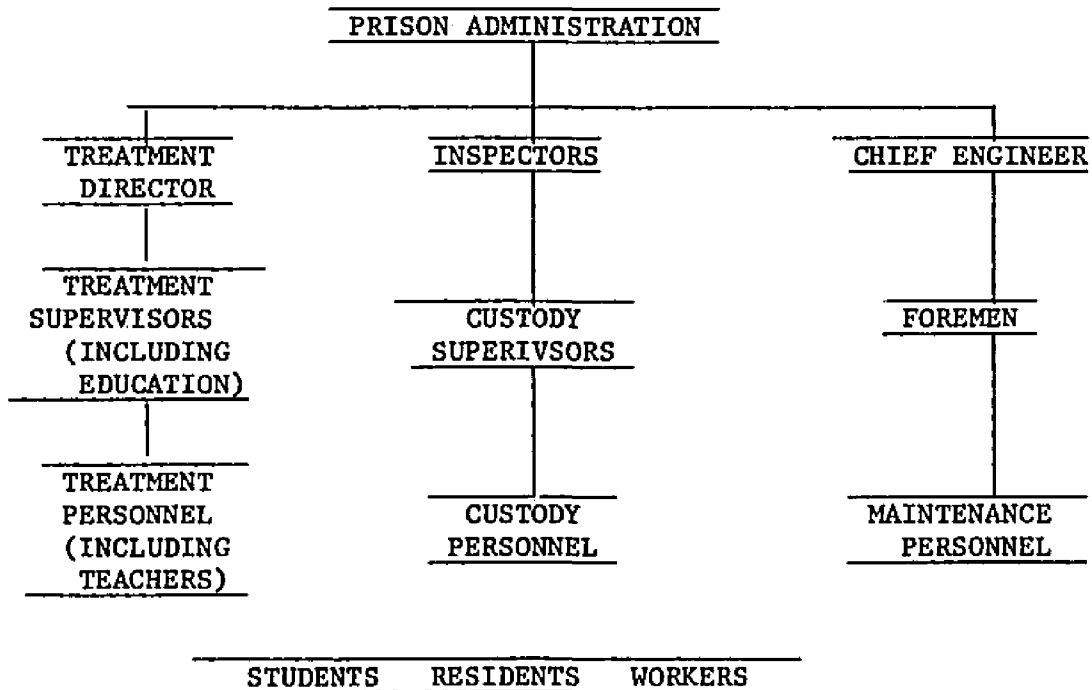 PRISON ADMINISTRATION
TREATMENT
DIRECTOR
INSPECTORS
CHIEF ENGINEER
TREATMENT
SUPERVISORS
(INCLUDING
EDUCATION)
CUSTODY
SUPERIVSORS
FOREMEN
TREATMENT
PERSONNEL
(INCLUDING
TEACHERS)
CUSTODY
PERSONNEL
MAINTENANCE
PERSONNEL
STUDENTS RESIDENTS WORKERS